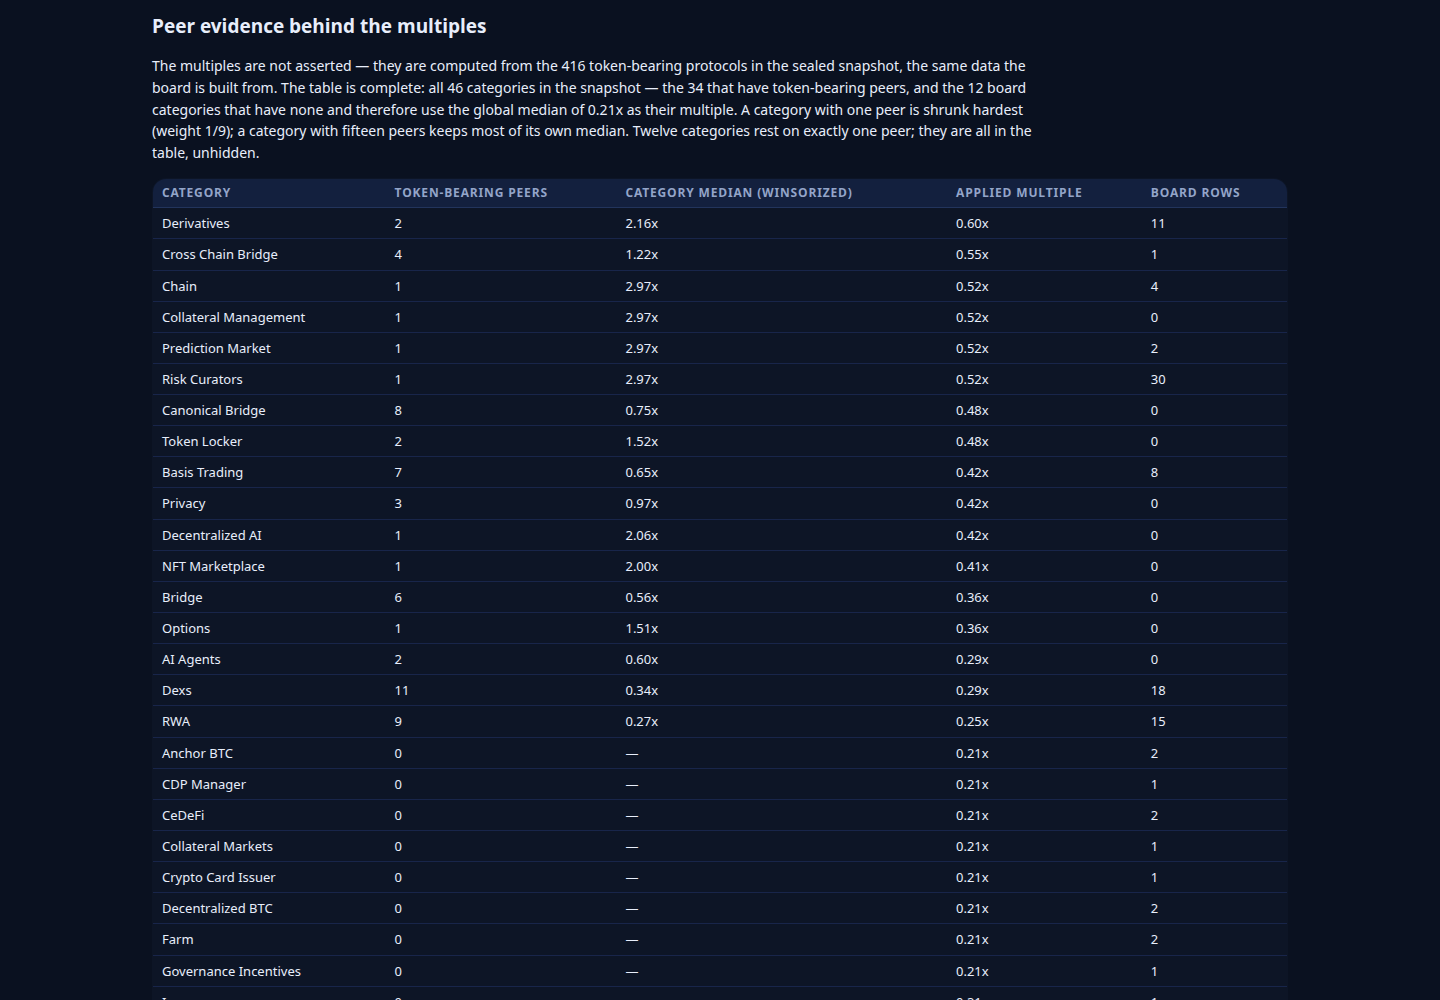 Peer evidence behind the multiples
The multiples are not asserted — they are computed from the 416 token-bearing protocols in the sealed snapshot, the same data the
board is built from. The table is complete: all 46 categories in the snapshot — the 34 that have token-bearing peers, and the 12 board
categories that have none and therefore use the global median of 0.21x as their multiple. A category with one peer is shrunk hardest
(weight 1/9); a category with fifteen peers keeps most of its own median. Twelve categories rest on exactly one peer; they are all in the
table, unhidden.
CATEGORY TOKEN-BEARING PEERS CATEGORY MEDIAN (WINSORIZED) APPLIED MULTIPLE BOARD ROWS
Derivatives 2 2.16x 0.60x 11
Cross Chain Bridge 4 1.22x 0.55x 1
Chain 1 2.97x 0.52x 4
Collateral Management 1 2.97x 0.52x 0
Prediction Market 1 2.97x 0.52x 2
Risk Curators 1 2.97x 0.52x 30
Canonical Bridge 8 0.75x 0.48x 0
Token Locker 2 1.52x 0.48x 0
Basis Trading 7 0.65x 0.42x 8
Privacy 3 0.97x 0.42x 0
Decentralized AI 1 2.06x 0.42x 0
NFT Marketplace 1 2.00x 0.41x 0
Bridge 6 0.56x 0.36x 0
Options 1 1.51x 0.36x 0
AI Agents 2 0.60x 0.29x 0
Dexs 11 0.34x 0.29x 18
RWA 9 0.27x 0.25x 15
Anchor BTC 0 — 0.21x 2
CDP Manager 0 — 0.21x 1
CeDeFi 0 — 0.21x 2
Collateral Markets 0 — 0.21x 1
Crypto Card Issuer 0 — 0.21x 1
Decentralized BTC 0 — 0.21x 2
Farm 0 — 0.21x 2
Governance Incentives 0 — 0.21x 1